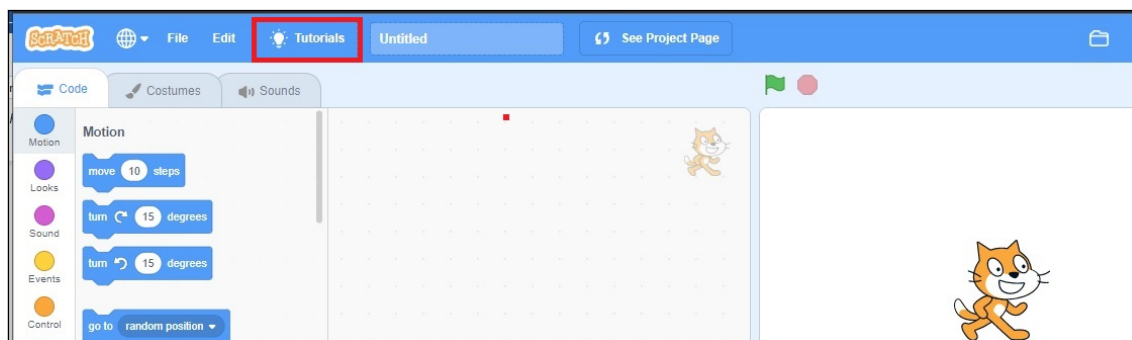 SCRATCH File Edit Tutorials Untitled See Project Page
Code Costumes Sounds
Motion
Looks
Sound
Events
Control
Motion
move 10 steps
turn 15 degrees
turn 15 degrees
go to random position